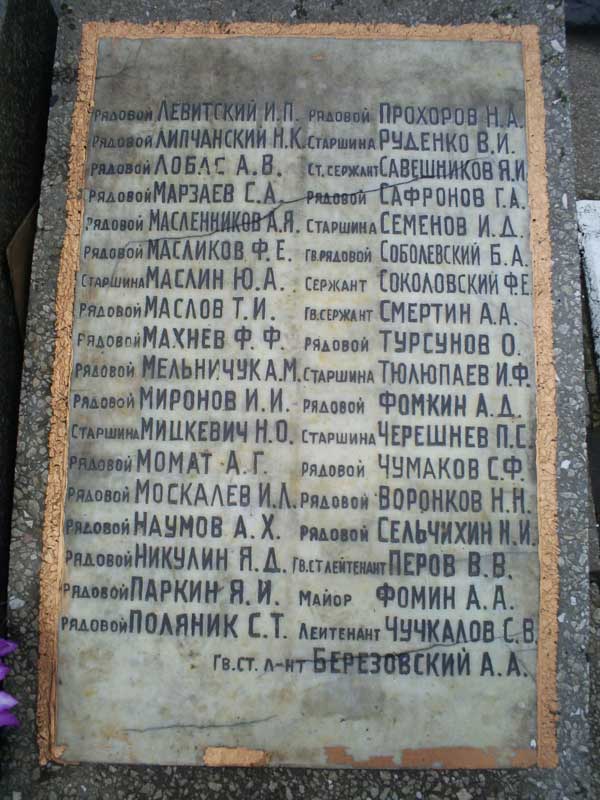 Рядовой Левитский И.П. Рядовой Прохоров Н.А.
Рядовой Липчанский Н.К. Старшина Руденко В.И.
Рядовой Лобас А.В. Ст.сержант Савешников Я.И.
Рядовой Марзаев С.А. Рядовой Сафронов Г.А.
Рядовой Масленников А.Я. Старшина Семенов И.Д.
Рядовой Масликов Ф.Е. Гв.рядовой Соболевский Б.А.
Старшина Маслин Ю.А. Сержант Соколовский Ф.Е.
Рядовой Маслов Т.И. Гв.сержант Смертин А.А.
Рядовой Махнев Ф.Ф. Рядовой Турсунов О.
Рядовой Мельничук А.М. Старшина Тюлюпаев И.Ф.
Рядовой Миронов И.И. Рядовой Фомкин А.Д.
Старшина Мицкевич Н.О. Старшина Черешнев П.С.
Рядовой Момат А.Г. Рядовой Чумаков С.Ф.
Рядовой Москалев И.Л. Рядовой Воронков Н.Н.
Рядовой Наумов А.Х. Рядовой Сельчихин Н.И.
Рядовой Никулин Я.Д. Гв.ст лейтенант Перов В.В.
Рядовой Паркин Я.И. Майор Фомин А.А.
Рядовой Поляник С.Т. Леитенант Чучкалов С.В.
Гв.ст. л-нт Березовский А.А.